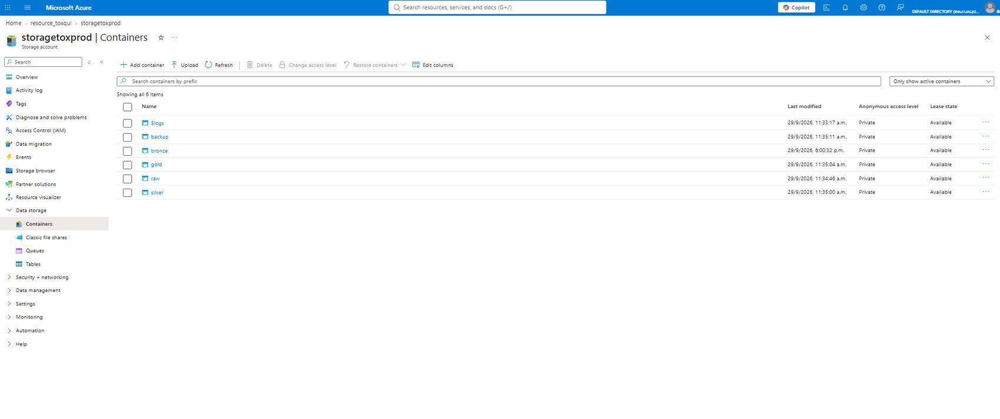 Microsoft Azure
Search resources, services, and docs (G+/)
Copilot
Home > resource_toxqui > storagetoxprod
storagetoxprod | Containers
Storage account
Search
Overview
Activity log
Tags
Diagnose and solve problems
Access Control (IAM)
Data migration
Events
Storage browser
Partner solutions
Resource visualizer
Data storage
Containers
Classic file shares
Queues
Tables
Security + networking
Data management
Settings
Monitoring
Automation
Help
Add container Upload Refresh Delete Change access level Restore containers Edit columns
Search containers by prefix
Only show active containers
Showing all 6 items
Name Last modified Anonymous access level Lease state
$logs 29/9/2026, 11:33:17 a.m. Private Available
backup 29/9/2026, 11:35:11 a.m. Private Available
bronze 29/9/2026, 6:00:32 p.m. Private Available
gold 29/9/2026, 11:35:04 a.m. Private Available
raw 29/9/2026, 11:34:46 a.m. Private Available
silver 29/9/2026, 11:35:00 a.m. Private Available
DEFAULT DIRECTORY